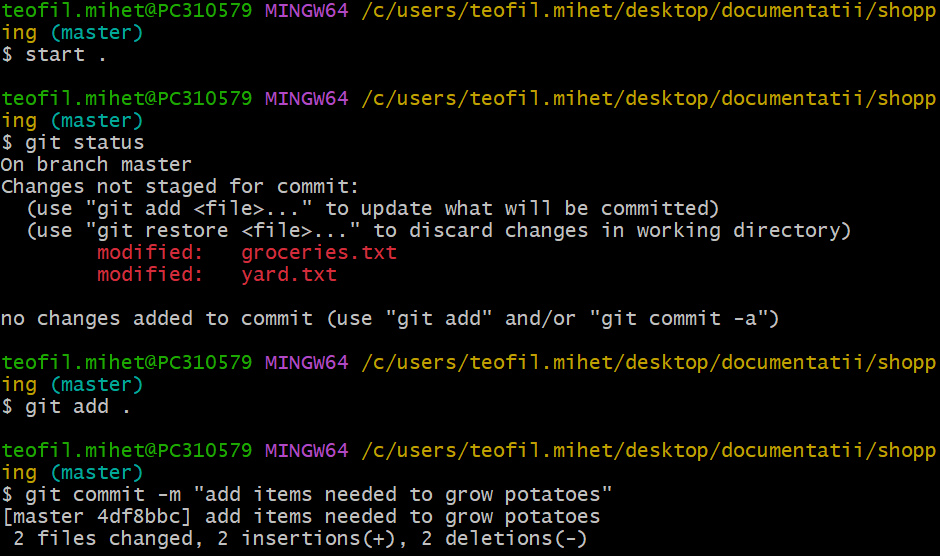 teofil.mihet@PC310579 MINGW64 /c/users/teofil.mihet/desktop/documentatii/shopp
ing (master)
$ start .
teofil.mihet@PC310579 MINGW64 /c/users/teofil.mihet/desktop/documentatii/shopp
ing (master)
$ git status
On branch master
Changes not staged for commit:
  (use "git add <file>..." to update what will be committed)
  (use "git restore <file>..." to discard changes in working directory)
        modified:   groceries.txt
        modified:   yard.txt
no changes added to commit (use "git add" and/or "git commit -a")
teofil.mihet@PC310579 MINGW64 /c/users/teofil.mihet/desktop/documentatii/shopp
ing (master)
$ git add .
teofil.mihet@PC310579 MINGW64 /c/users/teofil.mihet/desktop/documentatii/shopp
ing (master)
$ git commit -m "add items needed to grow potatoes"
[master 4df8bbc] add items needed to grow potatoes
 2 files changed, 2 insertions(+), 2 deletions(-)